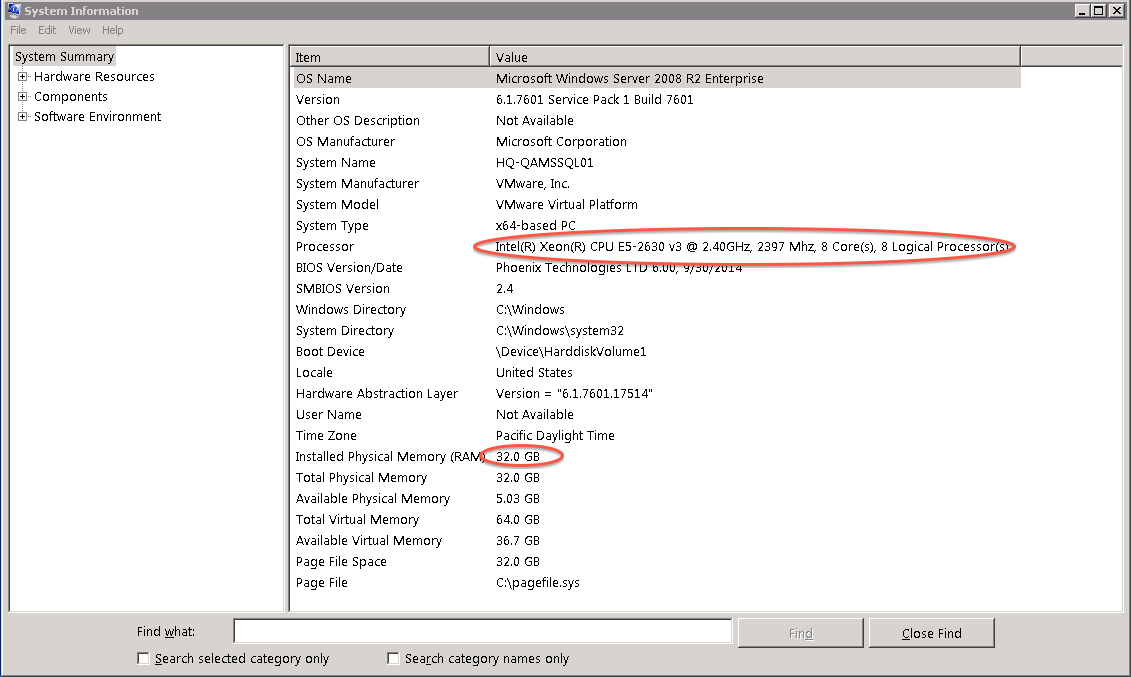 System Information
File Edit View Help
System Summary
Hardware Resources
Components
Software Environment
Item Value
OS Name Microsoft Windows Server 2008 R2 Enterprise
Version 6.1.7601 Service Pack 1 Build 7601
Other OS Description Not Available
OS Manufacturer Microsoft Corporation
System Name HQ-QAMSSQL01
System Manufacturer VMware, Inc.
System Model VMware Virtual Platform
System Type x64-based PC
Processor Intel(R) Xeon(R) CPU E5-2630 v3 @ 2.40GHz, 2397 Mhz, 8 Core(s), 8 Logical Processor(s)
BIOS Version/Date Phoenix Technologies LTD 6.00, 9/30/2014
SMBIOS Version 2.4
Windows Directory C:\Windows
System Directory C:\Windows\system32
Boot Device \Device\HarddiskVolume1
Locale United States
Hardware Abstraction Layer Version = "6.1.7601.17514"
User Name Not Available
Time Zone Pacific Daylight Time
Installed Physical Memory (RAM) 32.0 GB
Total Physical Memory 32.0 GB
Available Physical Memory 5.03 GB
Total Virtual Memory 64.0 GB
Available Virtual Memory 36.7 GB
Page File Space 32.0 GB
Page File C:\pagefile.sys
Find what: Find Close Find
Search selected category only Search category names only